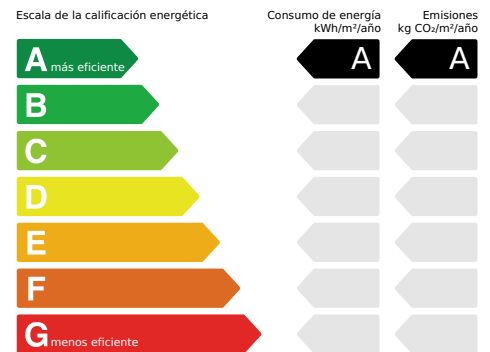 Escala de la calificación energética
Consumo de energía
kWh/m²/año
Emisiones
kg CO₂/m²/año
A más eficiente
A
A
B
C
D
E
F
G menos eficiente